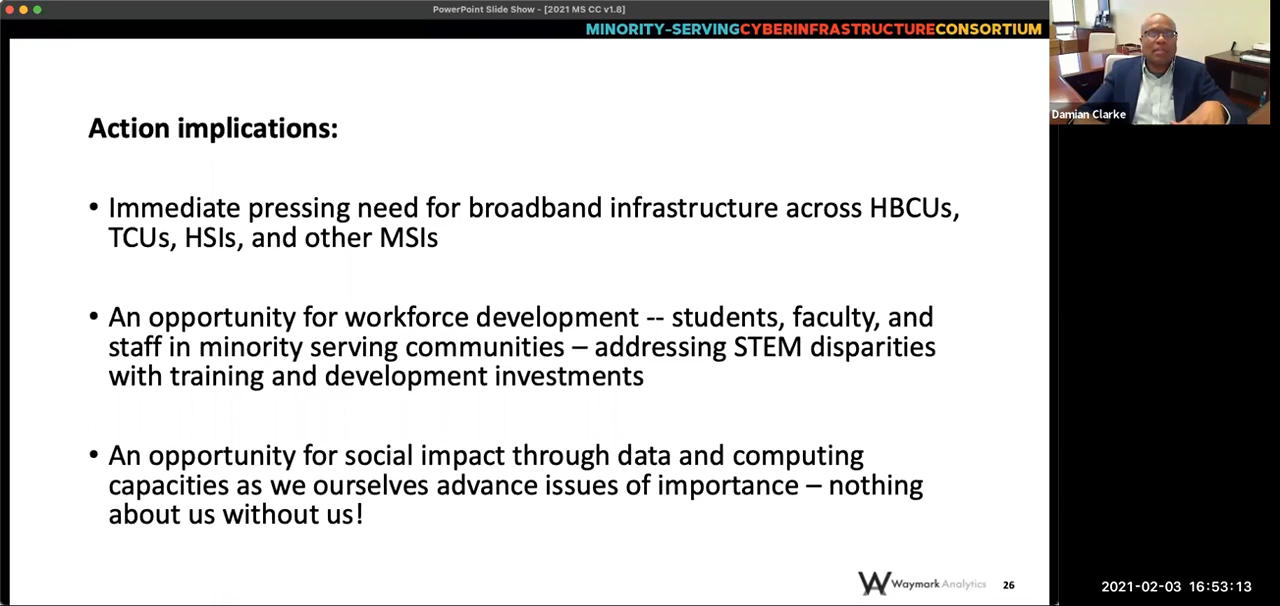 PowerPoint Slide Show - [2021 MS CC v1.8]
MINORITY-SERVINGCYBERINFRASTRUCTURECONSORTIUM
Damian Clarke
Action implications:
• Immediate pressing need for broadband infrastructure across HBCUs,
TCUs, HSIs, and other MSIs
• An opportunity for workforce development -- students, faculty, and
staff in minority serving communities – addressing STEM disparities
with training and development investments
• An opportunity for social impact through data and computing
capacities as we ourselves advance issues of importance – nothing
about us without us!
Waymark Analytics 26
2021-02-03 16:53:13